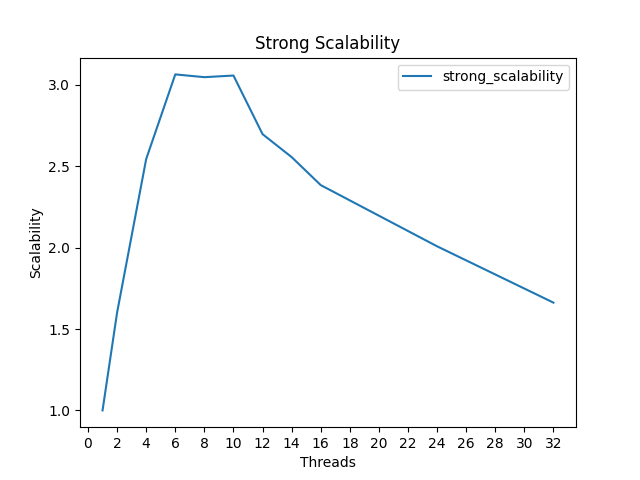 Strong Scalability
strong_scalability
3.0
2.5
2.0
1.5
1.0
Scalability
0 2 4 6 8 10 12 14 16 18 20 22 24 26 28 30 32
Threads